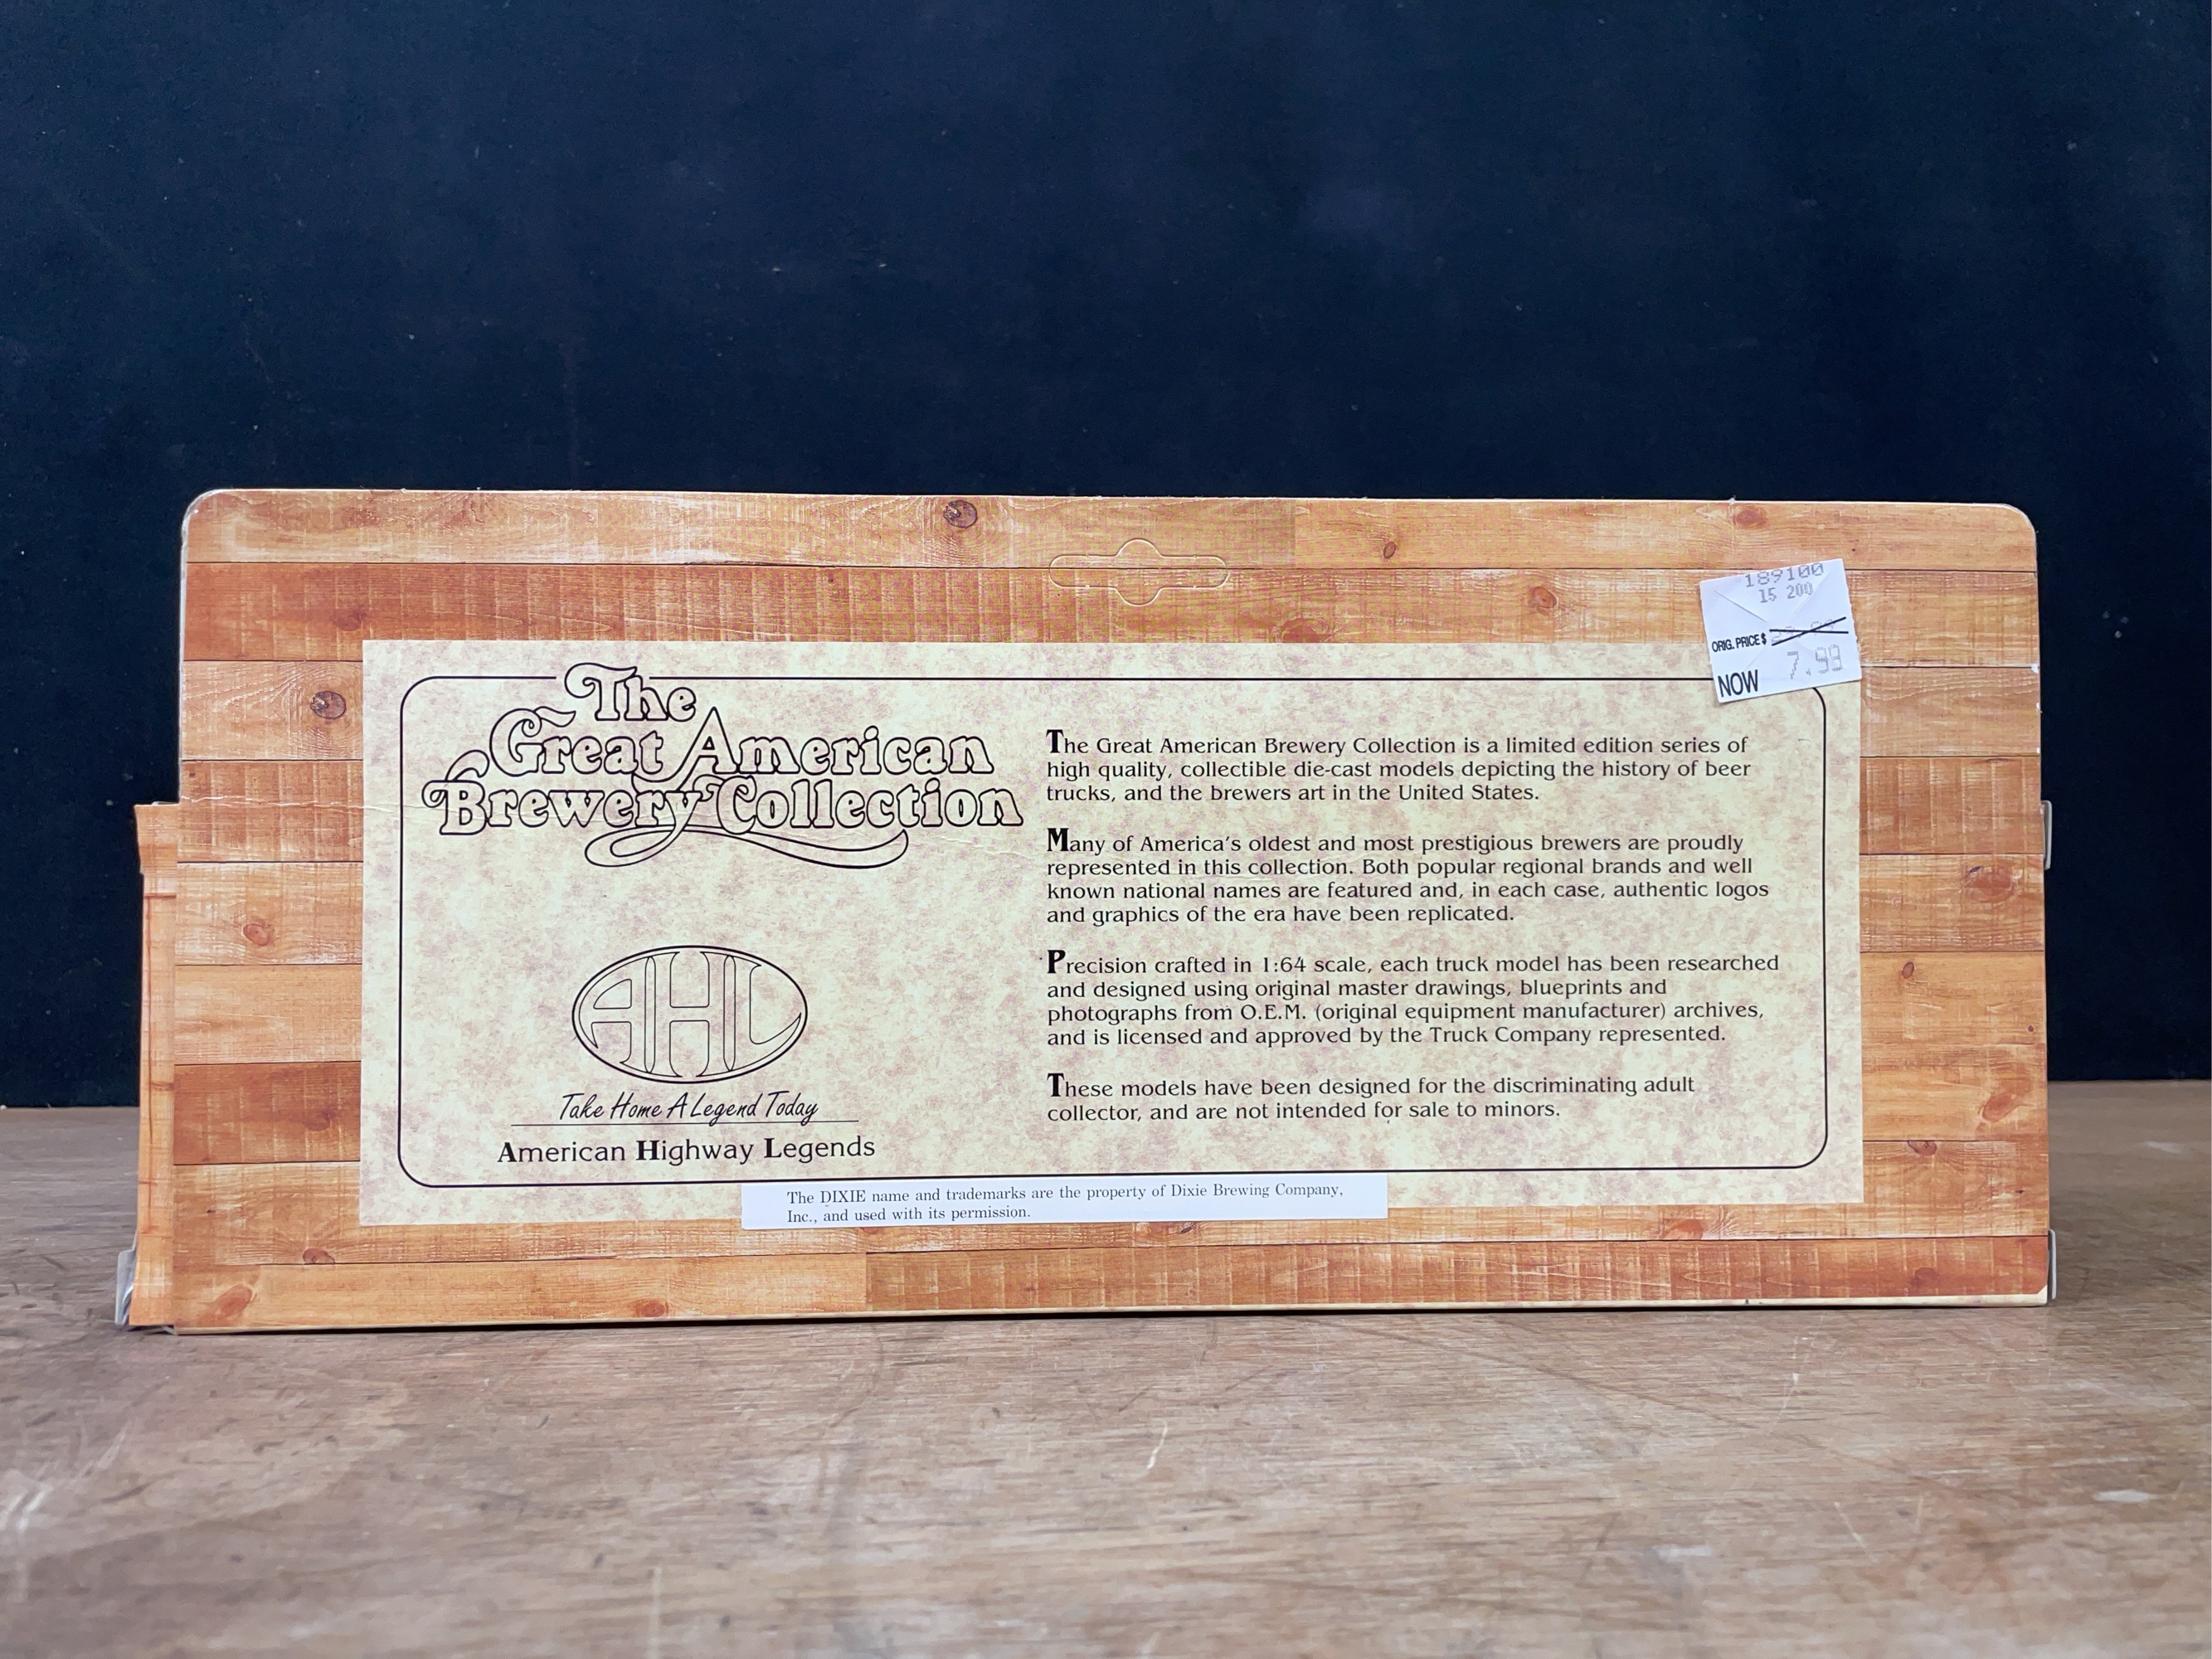 189100
15 200
ORIG. PRICE $
7.99
NOW
The
Great American
Brewery Collection
The Great American Brewery Collection is a limited edition series of
high quality, collectible die-cast models depicting the history of beer
trucks, and the brewers art in the United States.
Many of America's oldest and most prestigious brewers are proudly
represented in this collection. Both popular regional brands and well
known national names are featured and, in each case, authentic logos
and graphics of the era have been replicated.
Precision crafted in 1:64 scale, each truck model has been researched
and designed using original master drawings, blueprints and
photographs from O.E.M. (original equipment manufacturer) archives,
and is licensed and approved by the Truck Company represented.
These models have been designed for the discriminating adult
collector, and are not intended for sale to minors.
AHL
Take Home A Legend Today
American Highway Legends
The DIXIE name and trademarks are the property of Dixie Brewing Company,
Inc., and used with its permission.